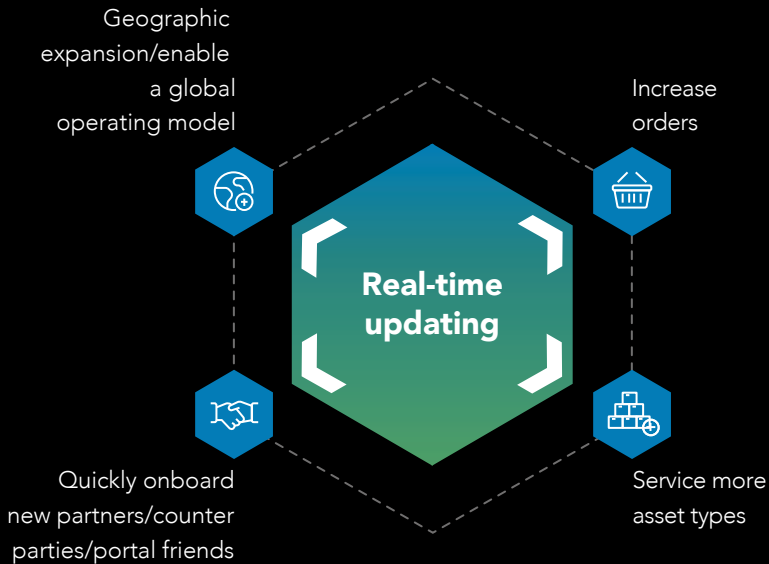 Geographic
expansion/enable
a global
operating model
Increase
orders
Real-time
updating
Quickly onboard
new partners/counter
parties/portal friends
Service more
asset types